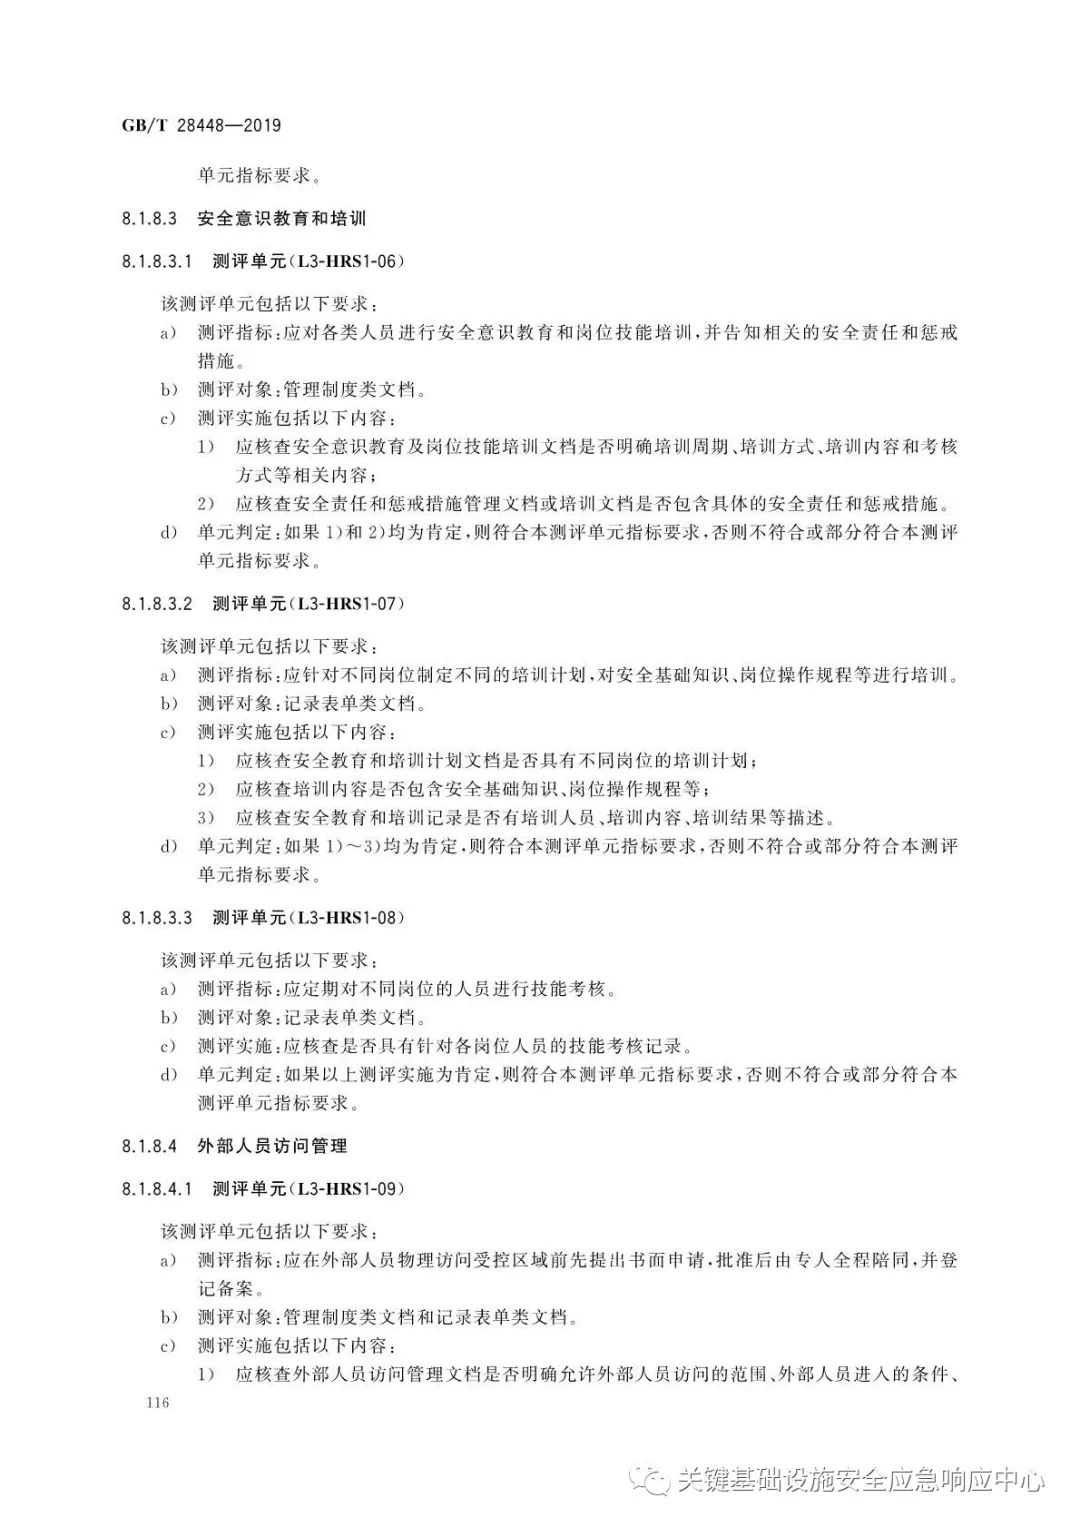 GB/T 28448—2019
单元指标要求。
8.1.8.3 安全意识教育和培训
8.1.8.3.1 测评单元(L3-HRS1-06)
该测评单元包括以下要求:
a) 测评指标:应对各类人员进行安全意识教育和岗位技能培训,并告知相关的安全责任和惩戒
措施。
b) 测评对象:管理制度类文档。
c) 测评实施包括以下内容:
1) 应核查安全意识教育及岗位技能培训文档是否明确培训周期、培训方式、培训内容和考核
方式等相关内容;
2) 应核查安全责任和惩戒措施管理文档或培训文档是否包含具体的安全责任和惩戒措施。
d) 单元判定:如果 1)和 2)均为肯定,则符合本测评单元指标要求,否则不符合或部分符合本测评
单元指标要求。
8.1.8.3.2 测评单元(L3-HRS1-07)
该测评单元包括以下要求:
a) 测评指标:应针对不同岗位制定不同的培训计划,对安全基础知识、岗位操作规程等进行培训。
b) 测评对象:记录表单类文档。
c) 测评实施包括以下内容:
1) 应核查安全教育和培训计划文档是否具有不同岗位的培训计划;
2) 应核查培训内容是否包含安全基础知识、岗位操作规程等;
3) 应核查安全教育和培训记录是否有培训人员、培训内容、培训结果等描述。
d) 单元判定:如果 1)～3)均为肯定,则符合本测评单元指标要求,否则不符合或部分符合本测评
单元指标要求。
8.1.8.3.3 测评单元(L3-HRS1-08)
该测评单元包括以下要求:
a) 测评指标:应定期对不同岗位的人员进行技能考核。
b) 测评对象:记录表单类文档。
c) 测评实施:应核查是否具有针对各岗位人员的技能考核记录。
d) 单元判定:如果以上测评实施为肯定,则符合本测评单元指标要求,否则不符合或部分符合本
测评单元指标要求。
8.1.8.4 外部人员访问管理
8.1.8.4.1 测评单元(L3-HRS1-09)
该测评单元包括以下要求:
a) 测评指标:应在外部人员物理访问受控区域前先提出书面申请,批准后由专人全程陪同,并登
记备案。
b) 测评对象:管理制度类文档和记录表单类文档。
c) 测评实施包括以下内容:
1) 应核查外部人员访问管理文档是否明确允许外部人员访问的范围、外部人员进入的条件、
116
关键基础设施安全应急响应中心